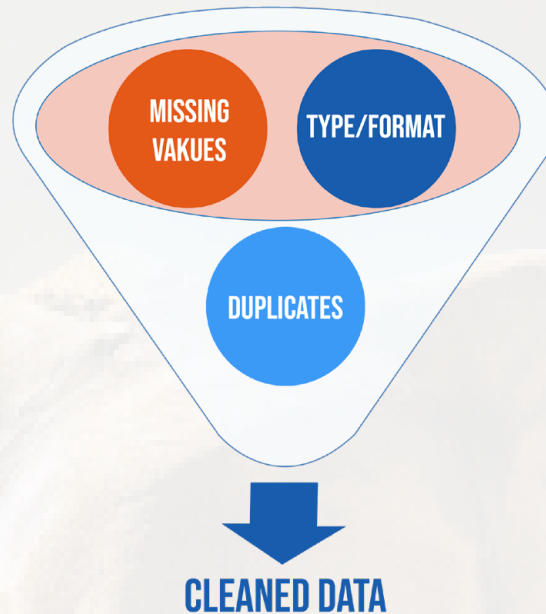 MISSING
VAKUES
TYPE/FORMAT
DUPLICATES
CLEANED DATA